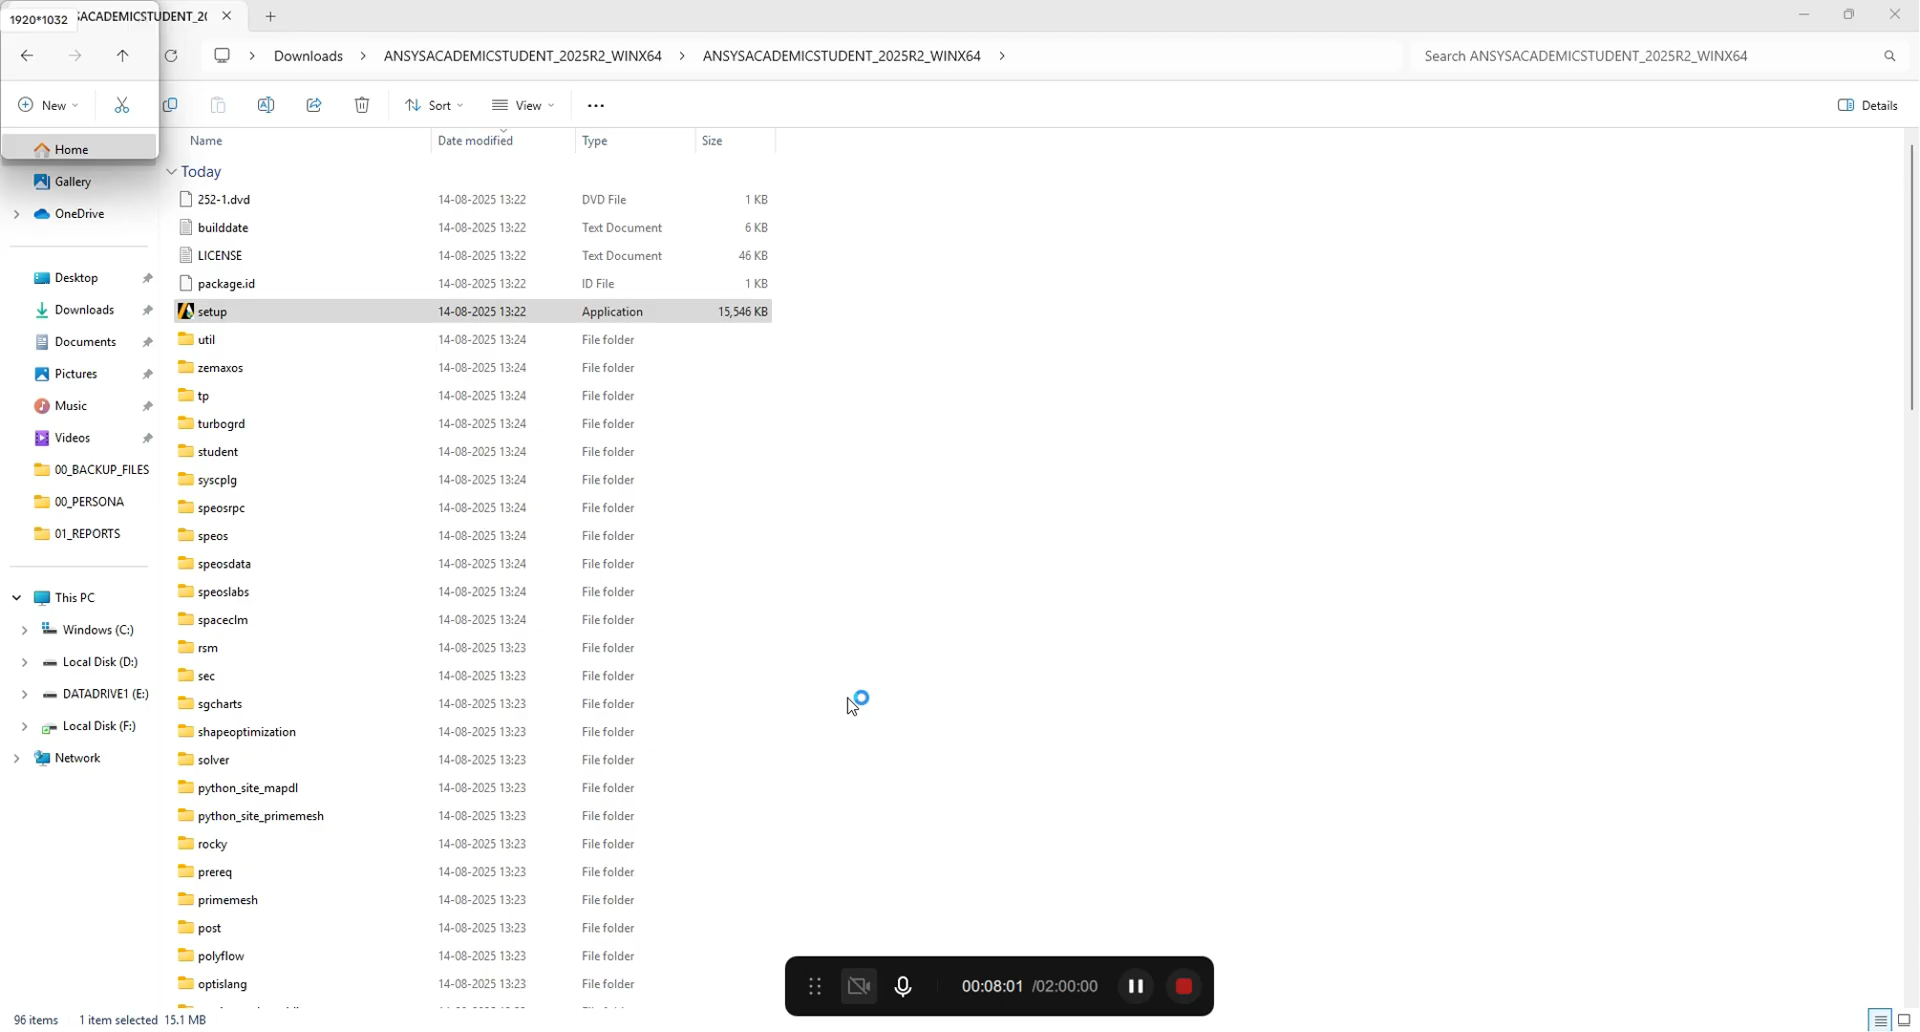 1920*1032
SACADEMICSTUDENT_2(
Downloads > ANSYSACADEMICSTUDENT_2025R2_WINX64 > ANSYSACADEMICSTUDENT_2025R2_WINX64 >
Search ANSYSACADEMICSTUDENT_2025R2_WINX64
New
Sort
View
Details
Home
Gallery
OneDrive
Desktop
Downloads
Documents
Pictures
Music
Videos
00_BACKUP_FILES
00_PERSONA
01_REPORTS
This PC
Windows (C:)
Local Disk (D:)
DATADRIVE1 (E:)
Local Disk (F:)
Network
Name Date modified Type Size
Today
252-1.dvd 14-08-2025 13:22 DVD File 1 KB
builddate 14-08-2025 13:22 Text Document 6 KB
LICENSE 14-08-2025 13:22 Text Document 46 KB
package.id 14-08-2025 13:22 ID File 1 KB
setup 14-08-2025 13:22 Application 15,546 KB
util 14-08-2025 13:24 File folder
zemaxos 14-08-2025 13:24 File folder
tp 14-08-2025 13:24 File folder
turbogrd 14-08-2025 13:24 File folder
student 14-08-2025 13:24 File folder
syscplg 14-08-2025 13:24 File folder
speosrpc 14-08-2025 13:24 File folder
speos 14-08-2025 13:24 File folder
speosdata 14-08-2025 13:24 File folder
speoslabs 14-08-2025 13:24 File folder
spaceclm 14-08-2025 13:24 File folder
rsm 14-08-2025 13:23 File folder
sec 14-08-2025 13:23 File folder
sgcharts 14-08-2025 13:23 File folder
shapeoptimization 14-08-2025 13:23 File folder
solver 14-08-2025 13:23 File folder
python_site_mapdl 14-08-2025 13:23 File folder
python_site_primemesh 14-08-2025 13:23 File folder
rocky 14-08-2025 13:23 File folder
prereq 14-08-2025 13:23 File folder
primemesh 14-08-2025 13:23 File folder
post 14-08-2025 13:23 File folder
polyflow 14-08-2025 13:23 File folder
optislang 14-08-2025 13:23 File folder
00:08:01 /02:00:00
96 items 1 item selected 15.1 MB